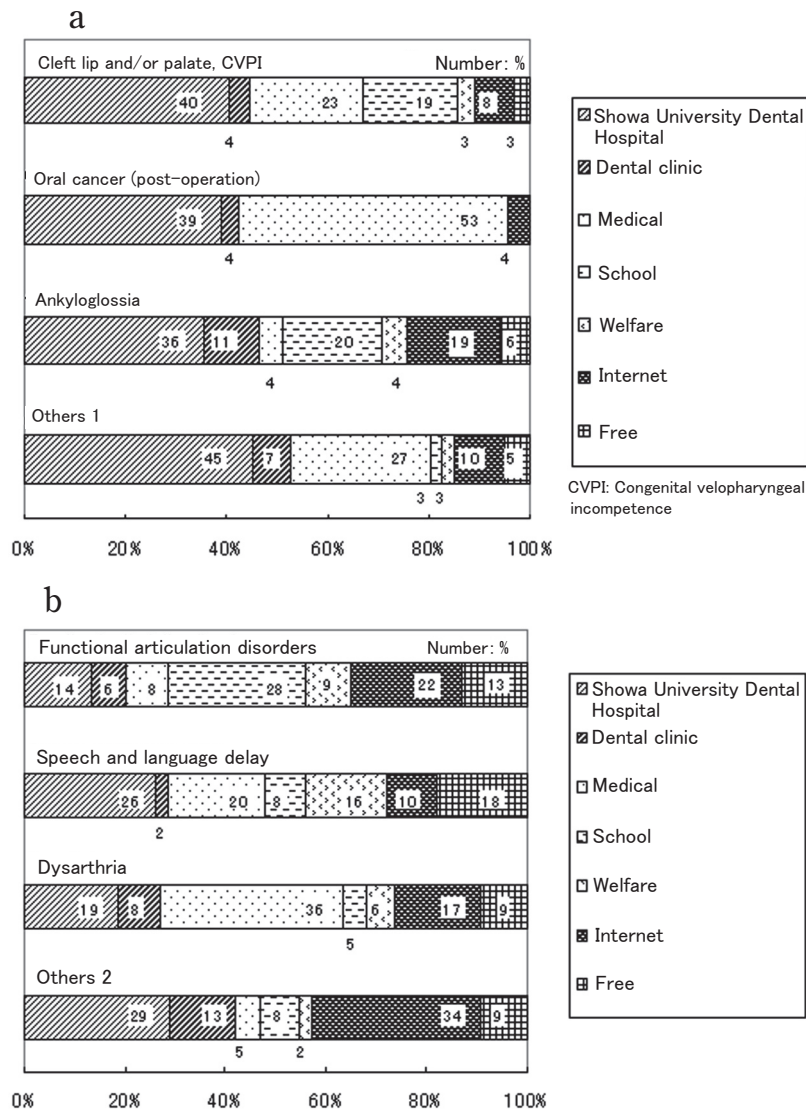 a
Cleft lip and/or palate, CVPI Number: %
40 23 19 8
4 3 3
Oral cancer (post-operation)
39 53
4 4
Ankyloglossia
36 11 20 19 6
4 4
Others 1
45 7 27 10 5
3 3
0% 20% 40% 60% 80% 100%
Showa University Dental
Hospital
Dental clinic
Medical
School
Welfare
Internet
Free
CVPI: Congenital velopharyngeal
incompetence
b
Functional articulation disorders Number: %
14 6 8 28 9 22 13
Speech and language delay
26 20 8 16 10 18
2
Dysarthria
19 8 36 6 17 9
5
Others 2
29 13 8 34 9
5 2
0% 20% 40% 60% 80% 100%
Showa University Dental
Hospital
Dental clinic
Medical
School
Welfare
Internet
Free